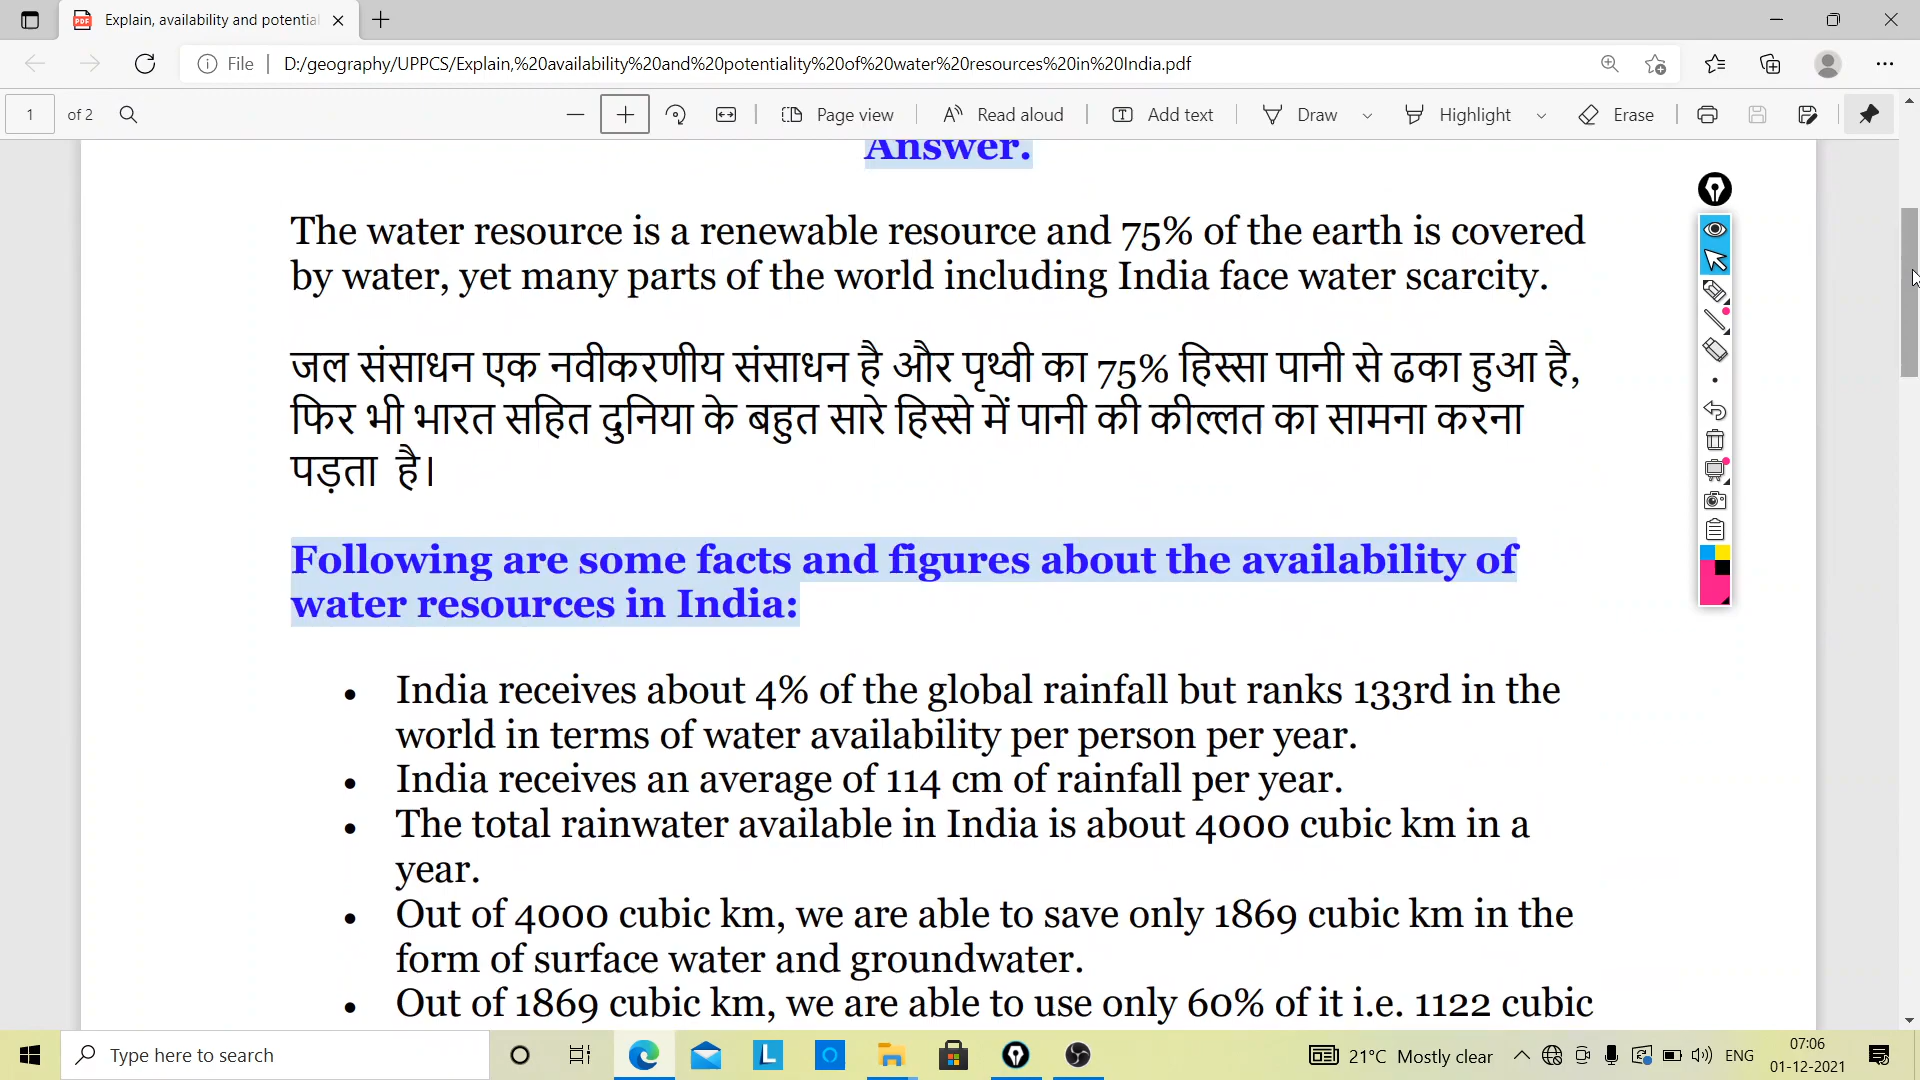 Explain, availability and potentia
File
D:/geography/UPPCS/Explain,%20availability%20and%20potentiality%20of%20water%20resources%20in%20India.pdf
1 of 2
Page view
Read aloud
Add text
Draw
Highlight
Erase
Answer.
The water resource is a renewable resource and 75% of the earth is covered
by water, yet many parts of the world including India face water scarcity.
जल संसाधन एक नवीकरणीय संसाधन है और पृथ्वी का 75% हिस्सा पानी से ढका हुआ है,
फिर भी भारत सहित दुनिया के बहुत सारे हिस्से में पानी की कील्लत का सामना करना
पड़ता है।
Following are some facts and figures about the availability of
water resources in India:
• India receives about 4% of the global rainfall but ranks 133rd in the
world in terms of water availability per person per year.
• India receives an average of 114 cm of rainfall per year.
• The total rainwater available in India is about 4000 cubic km in a
year.
• Out of 4000 cubic km, we are able to save only 1869 cubic km in the
form of surface water and groundwater.
• Out of 1869 cubic km, we are able to use only 60% of it i.e. 1122 cubic
Type here to search
21°C Mostly clear
ENG
07:06
01-12-2021